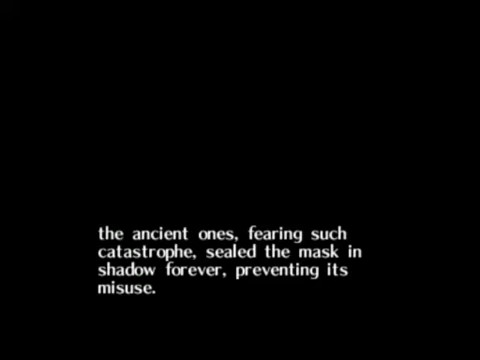 the ancient ones, fearing such
catastrophe, sealed the mask in
shadow forever, preventing its
misuse.